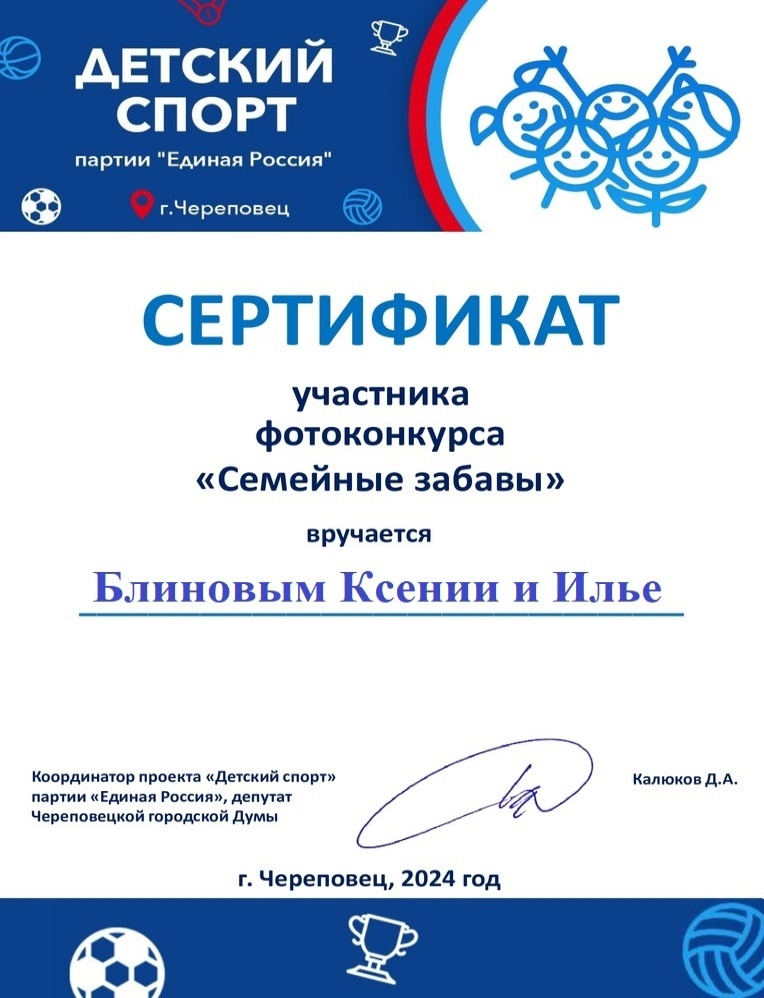 ДЕТСКИЙ
СПОРТ
партии "Единая Россия"
г.Череповец
СЕРТИФИКАТ
участника
фотоконкурса
«Семейные забавы»
вручается
Блиновым Ксении и Илье
Координатор проекта «Детский спорт»
партии «Единая Россия», депутат
Череповецкой городской Думы
Калюков Д.А.
г. Череповец, 2024 год